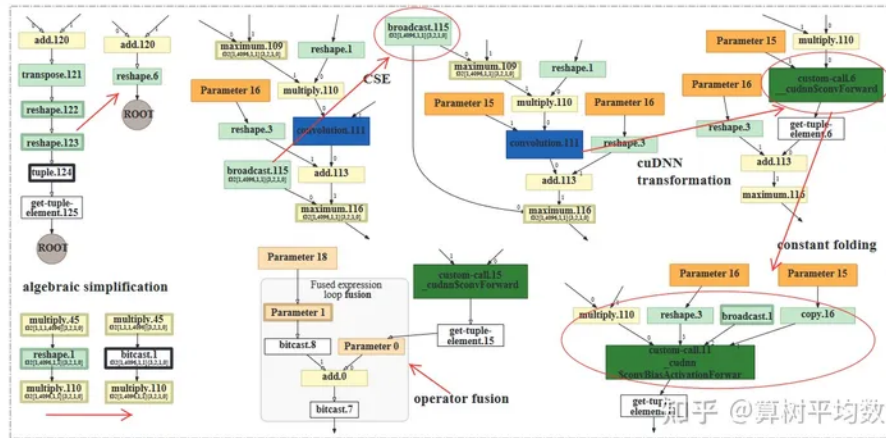 add.120
transpose.121
reshape.122
reshape.123
tuple.124
get-tuple-
element.125
ROOT
algebraic simplification
add.120
reshape.6
ROOT
multiply.45
reshape.1
multiply.110
multiply.45
bitcast.1
multiply.110
maximum.109
reshape.1
Parameter 16
multiply.110
reshape.3
convolution.111
broadcast.115
add.113
maximum.116
CSE
broadcast.115
maximum.109
reshape.1
Parameter 15
multiply.110
Parameter 16
convolution.111
reshape.3
add.113
maximum.116
cuDNN
transformation
Parameter 15
multiply.110
custom-call.6
_cudnnSconvForward
Parameter 16
get-tuple-
element.6
reshape.3
add.113
maximum.116
constant folding
Parameter 18
Fused expression
loop fusion
Parameter 1
bitcast.8
Parameter 0
add.0
bitcast.7
custom-call.15
_cudnnSconvForward
get-tuple-
element.15
operator fusion
Parameter 16
Parameter 15
multiply.110
reshape.3
broadcast.1
copy.16
custom-call.11
_cudnn
SconvBiasActivationForwar
get-tuple
知乎 @算树平均数